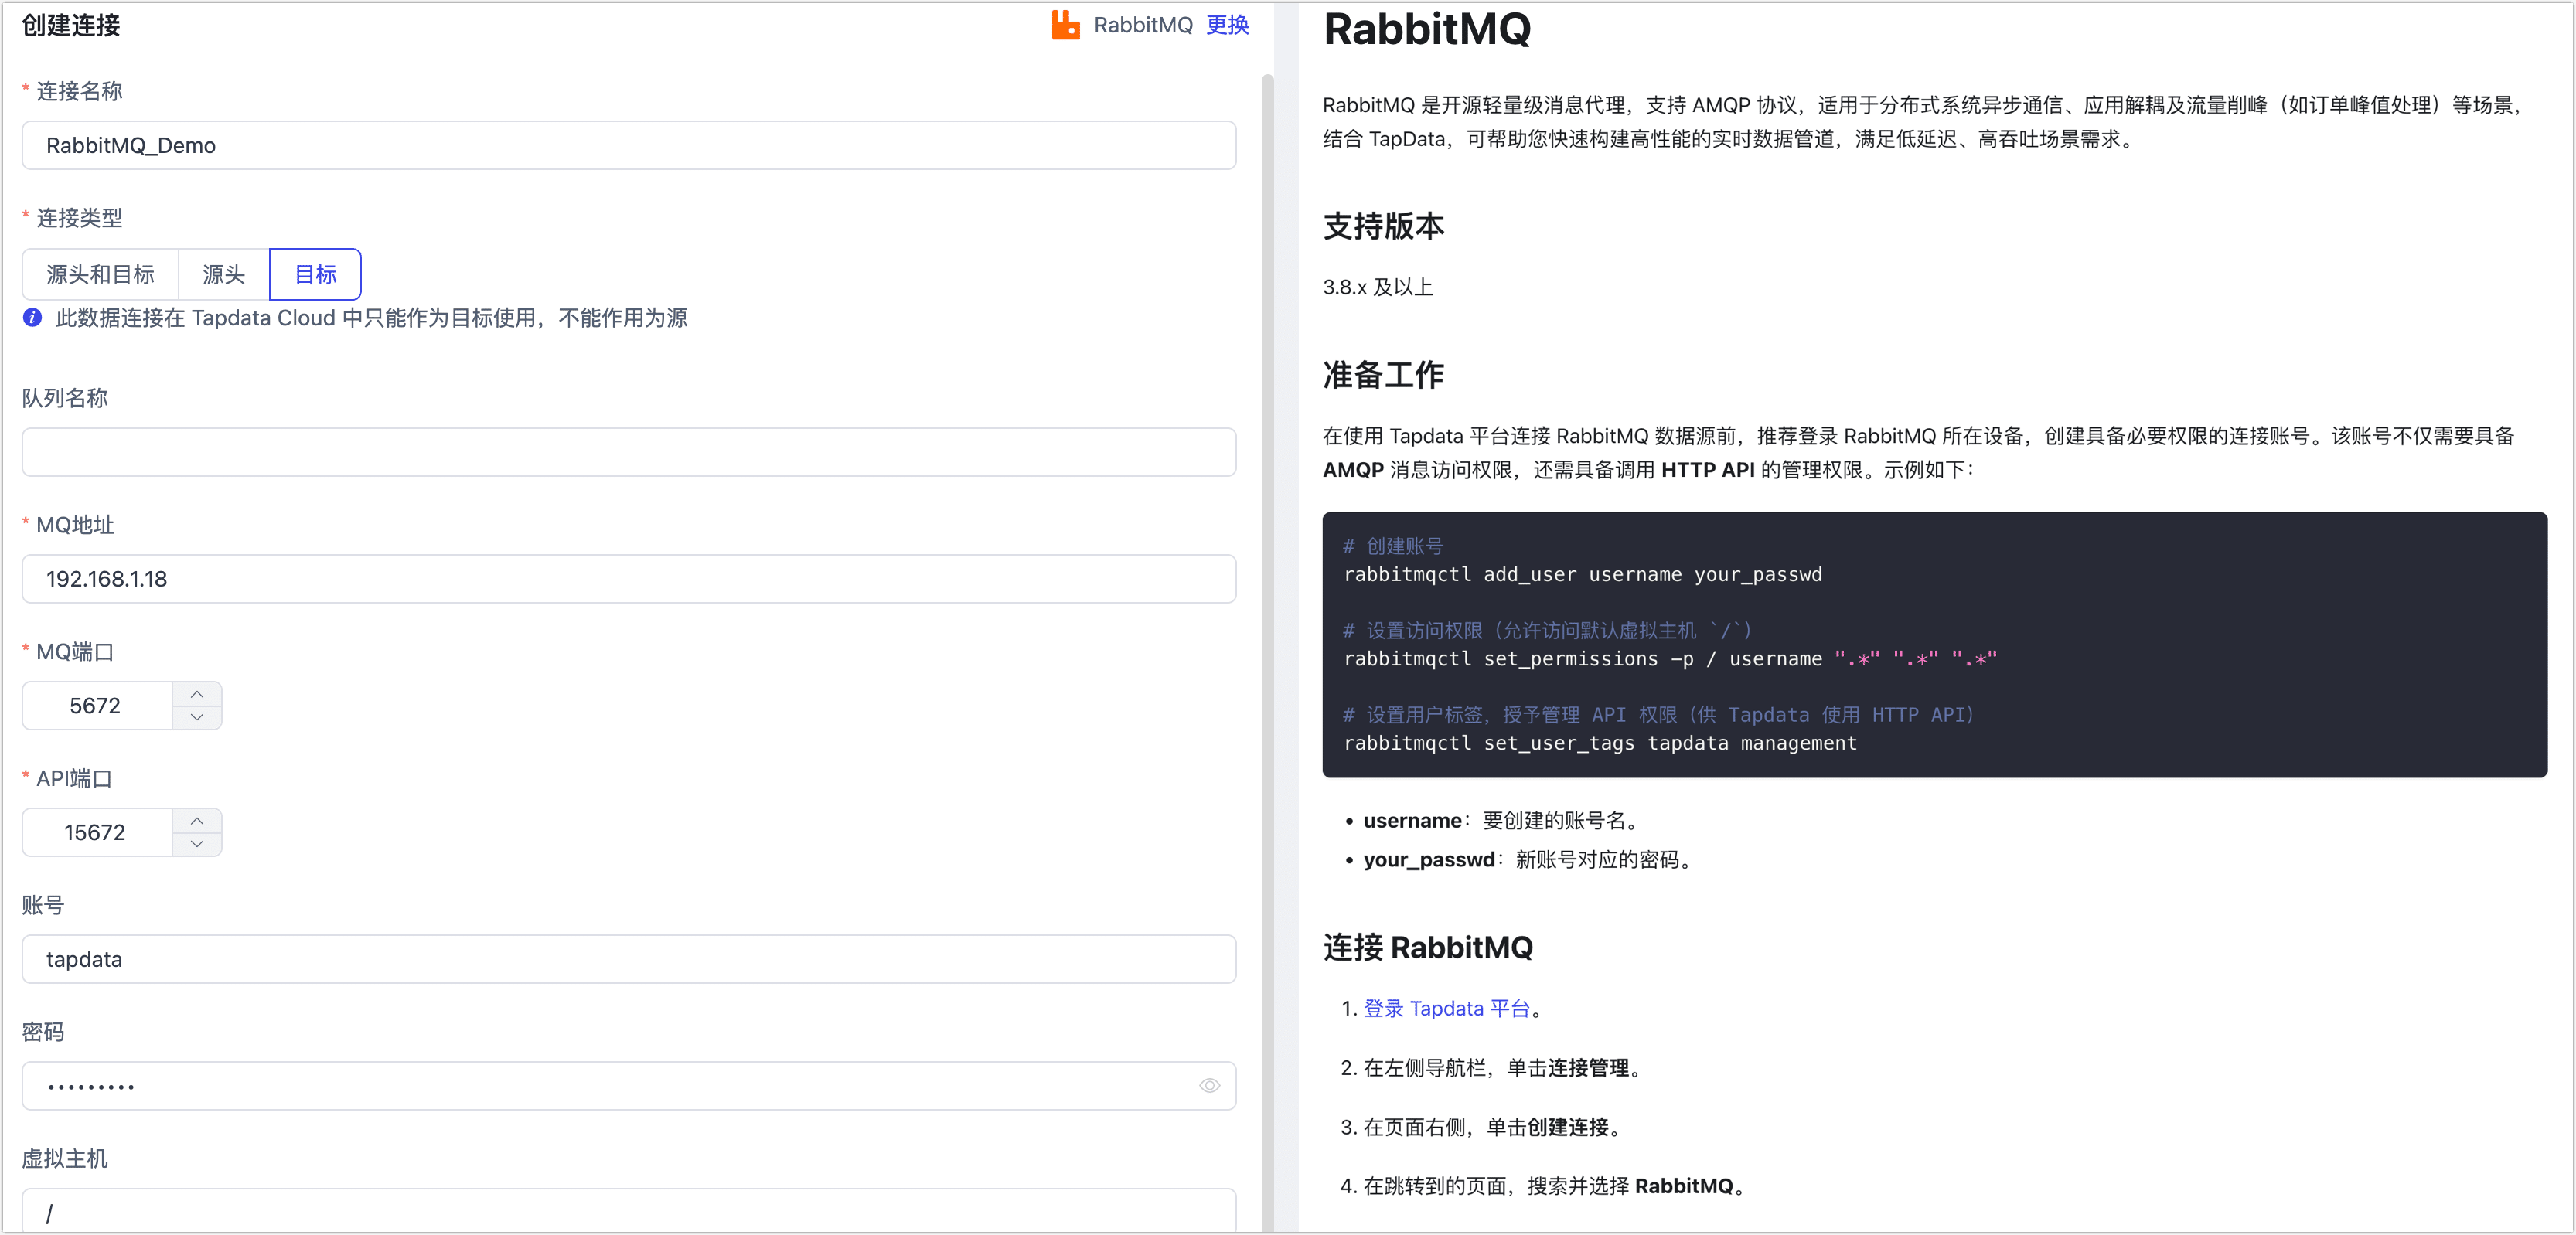 创建连接
RabbitMQ 更换
* 连接名称
RabbitMQ_Demo
* 连接类型
源头和目标 源头 目标
此数据连接在 Tapdata Cloud 中只能作为目标使用，不能作用为源
队列名称
* MQ地址
192.168.1.18
* MQ端口
5672
* API端口
15672
账号
tapdata
密码
•••••••••
虚拟主机
/
RabbitMQ
RabbitMQ 是开源轻量级消息代理，支持 AMQP 协议，适用于分布式系统异步通信、应用解耦及流量削峰（如订单峰值处理）等场景，
结合 TapData，可帮助您快速构建高性能的实时数据管道，满足低延迟、高吞吐场景需求。
支持版本
3.8.x 及以上
准备工作
在使用 Tapdata 平台连接 RabbitMQ 数据源前，推荐登录 RabbitMQ 所在设备，创建具备必要权限的连接账号。该账号不仅需要具备
AMQP 消息访问权限，还需具备调用 HTTP API 的管理权限。示例如下：
# 创建账号
rabbitmqctl add_user username your_passwd
# 设置访问权限（允许访问默认虚拟主机 `/`）
rabbitmqctl set_permissions -p / username ".*" ".*" ".*"
# 设置用户标签，授予管理 API 权限（供 Tapdata 使用 HTTP API）
rabbitmqctl set_user_tags tapdata management
• username：要创建的账号名。
• your_passwd：新账号对应的密码。
连接 RabbitMQ
1. 登录 Tapdata 平台。
2. 在左侧导航栏，单击连接管理。
3. 在页面右侧，单击创建连接。
4. 在跳转到的页面，搜索并选择 RabbitMQ。